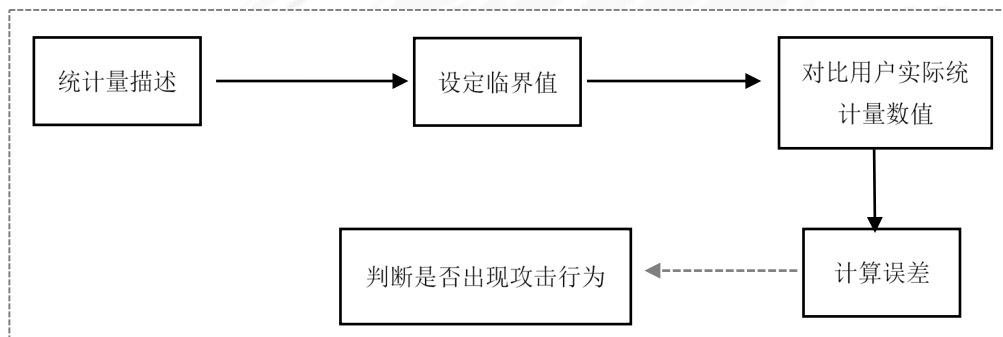 统计量描述
设定临界值
对比用户实际统
计量数值
计算误差
判断是否出现攻击行为